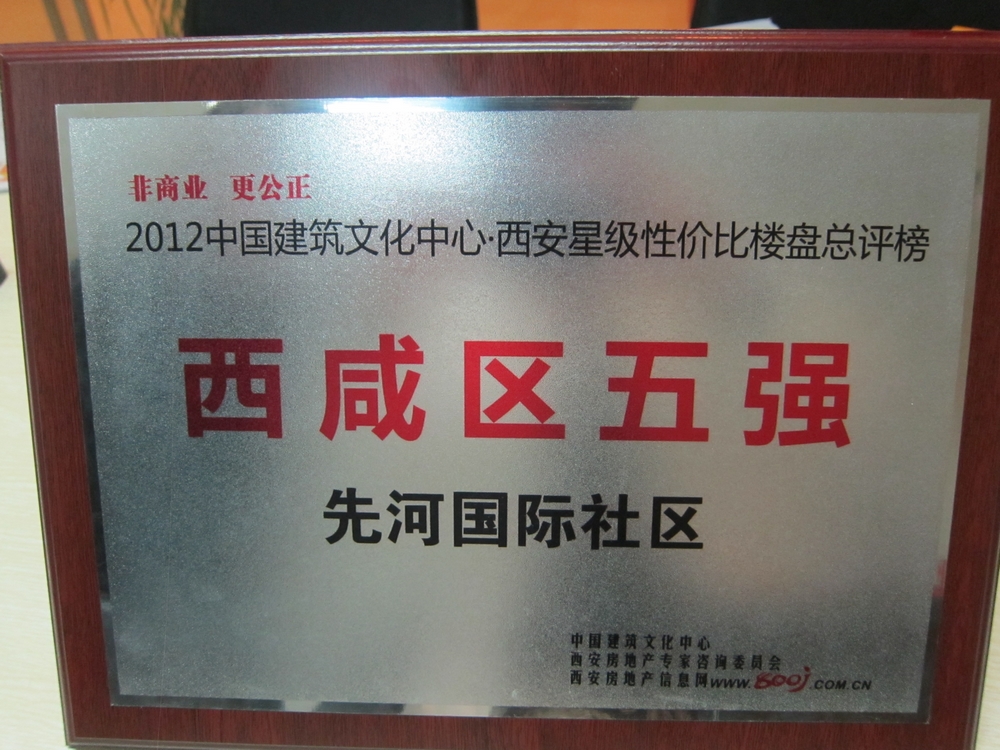 非商业 更公正
2012中国建筑文化中心·西安星级性价比楼盘总评榜
西咸区五强
先河国际社区
中国建筑文化中心
西安房地产专家咨询委员会
西安房地产信息网www.800j.COM.CN